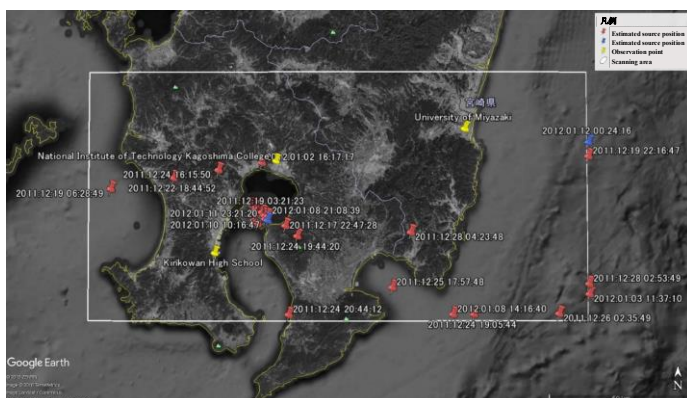 凡例
Estimated source position
Estimated source position
Observation point
Scanning area
宮崎県
University of Miyazaki
2012.01.12 00:24:16
2011.12.19 22:16:47
National Institute of Technology Kagoshima College
2.01.02 16:17:17
2011.12.24 16:15:50
2011.12.22 18:44:52
2011.12.19 06:28:49
2011.12.19 03:21:23
2012.01.11 23:21:20
2012.01.08 21:08:39
2012.01.10 10:16:47
2011.12.17 22:47:28
2011.12.28 04:23:48
2011.12.24 19:44:20
Kirikowan High School
2011.12.25 17:57:48
2011.12.28 02:53:49
2012.01.03 11:37:10
2011.12.24 20:44:12
2012.01.08 14:16:40
2011.12.26 02:35:49
2011.12.24 19:05:44
Google Earth
N